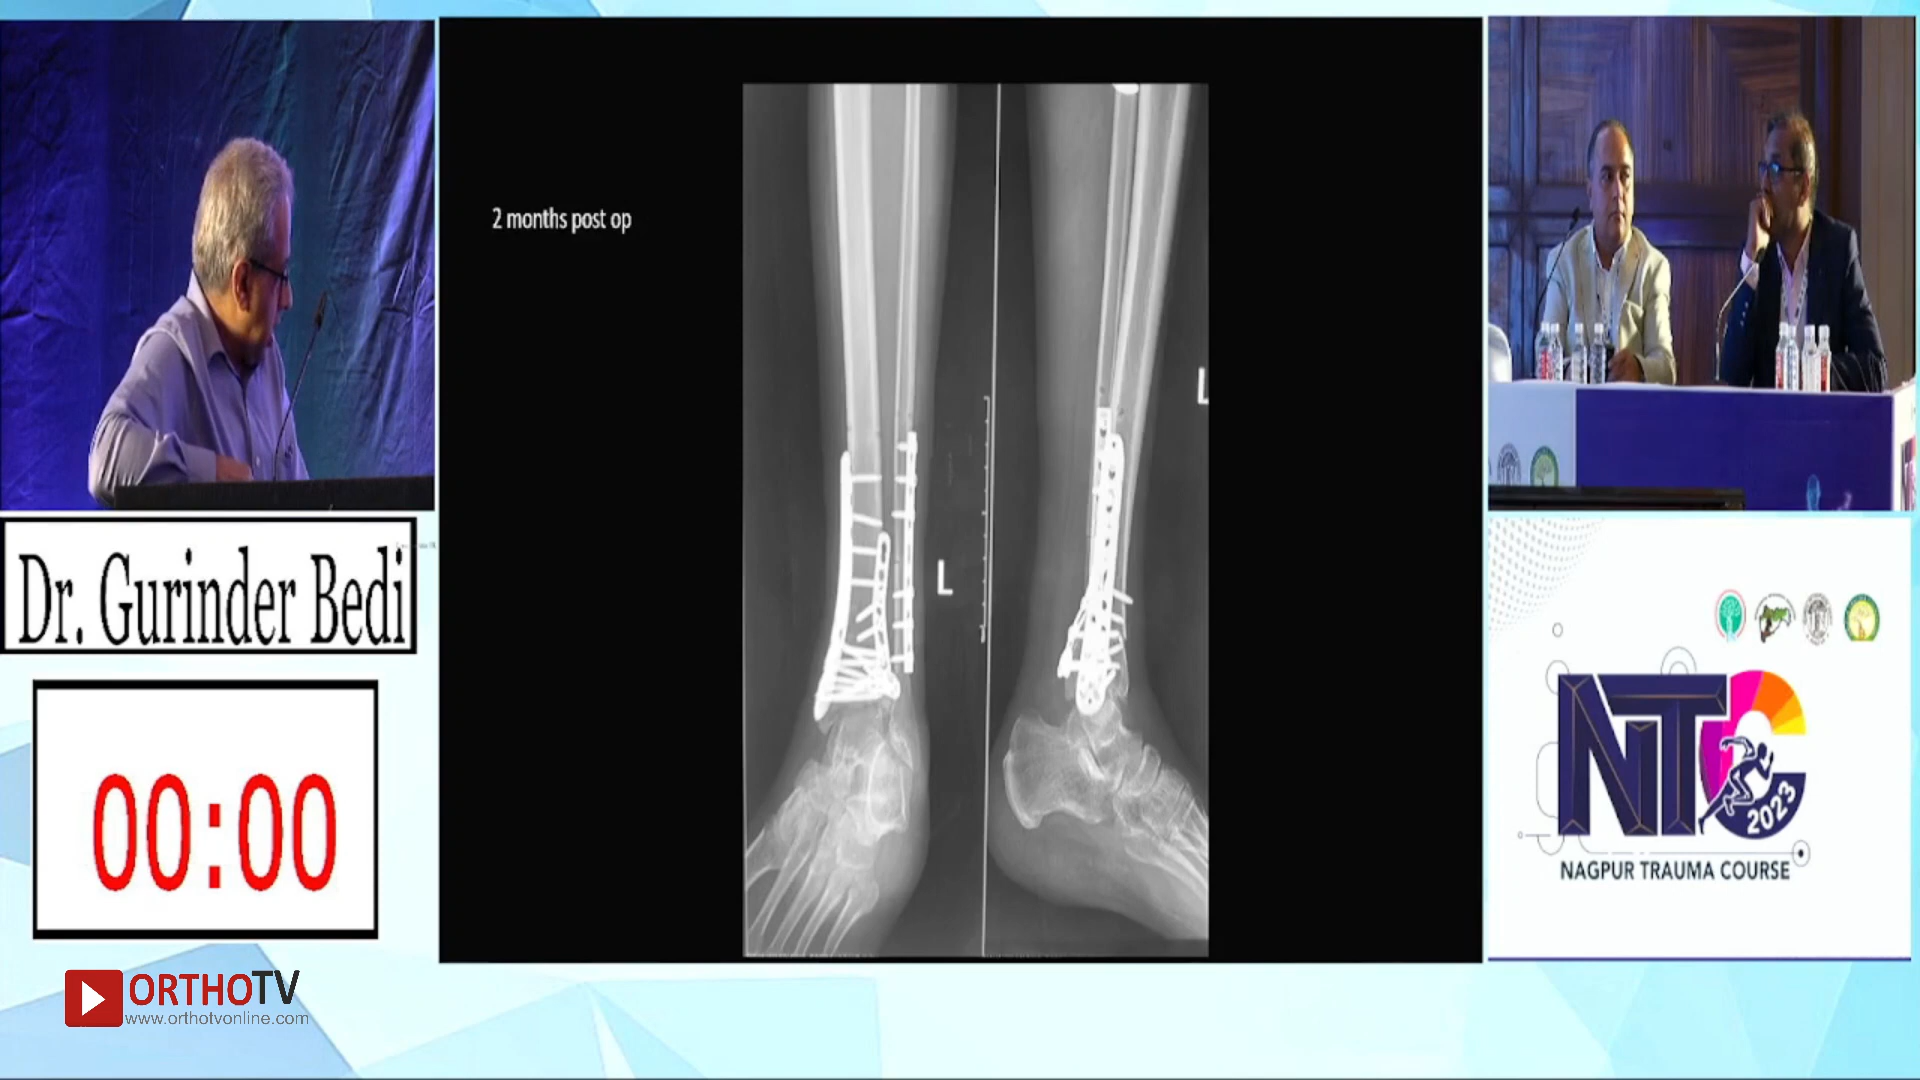 2 months post op
L
L
Dr. Gurinder Bedi
00:00
NTC
2023
NAGPUR TRAUMA COURSE
ORTHOTV
www.orthotvonline.com